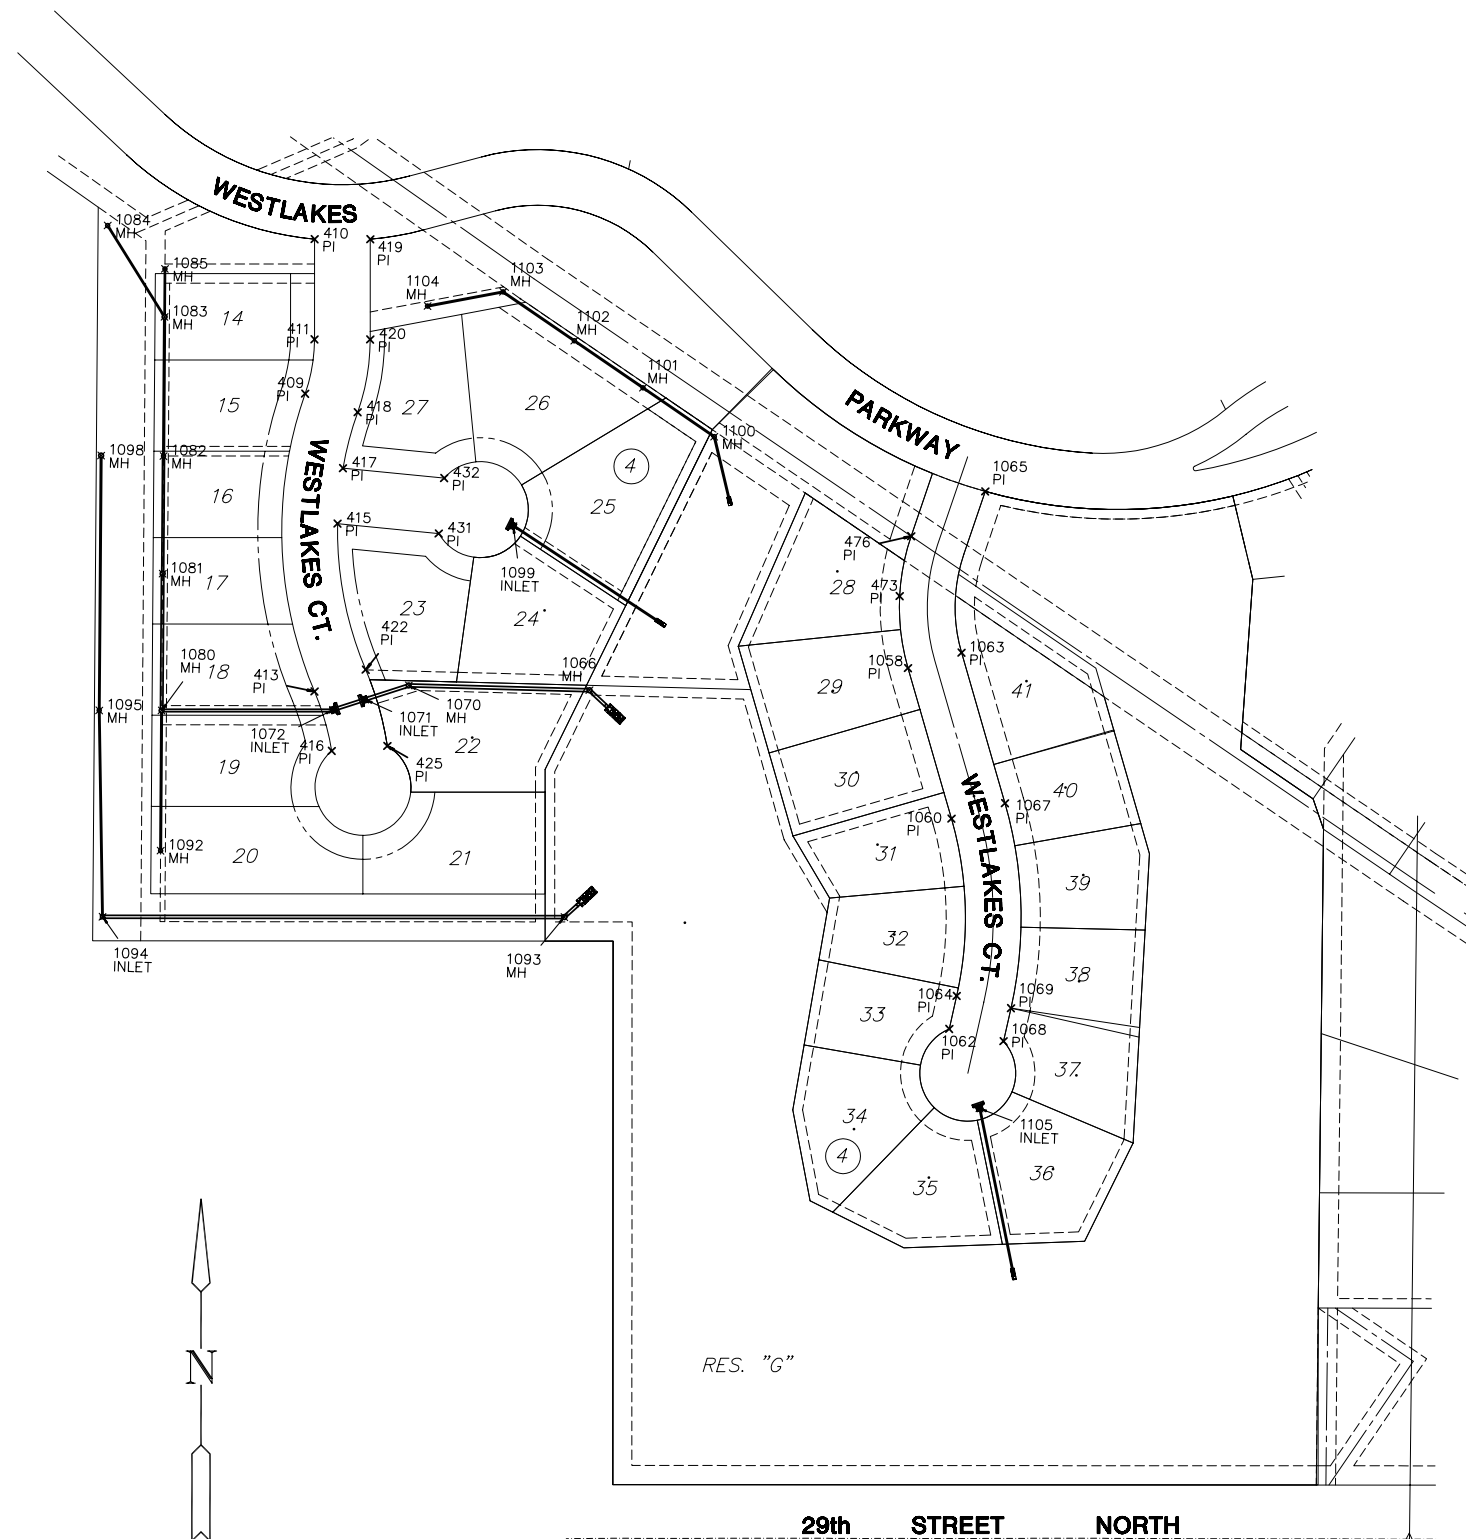 WESTLAKES
1084
MH
410
PI
419
PI
1085
MH
1104
MH
1103
MH
1083
MH
14
411
PI
420
PI
1102
MH
1101
MH
409
PI
15
418
PI
27
26
PARKWAY
1100
MH
1098
MH
1082
MH
417
PI
432
PI
4
1065
PI
16
WESTLAKES CT.
25
415
PI
431
PI
476
PI
1081
MH
17
1099
INLET
28
473
PI
23
24
422
PI
1080
MH
18
413
PI
1066
MH
1058
PI
1063
PI
29
41
1095
MH
1072
INLET
1071
INLET
1070
MH
22
416
PI
425
PI
19
30
40
WESTLAKES CT.
1060
PI
1067
PI
1092
MH
20
21
31
39
32
1094
INLET
1093
MH
38
1064
PI
1069
PI
33
1062
PI
1068
PI
37
34
1105
INLET
4
35
36
N
RES. "G"
29th STREET NORTH